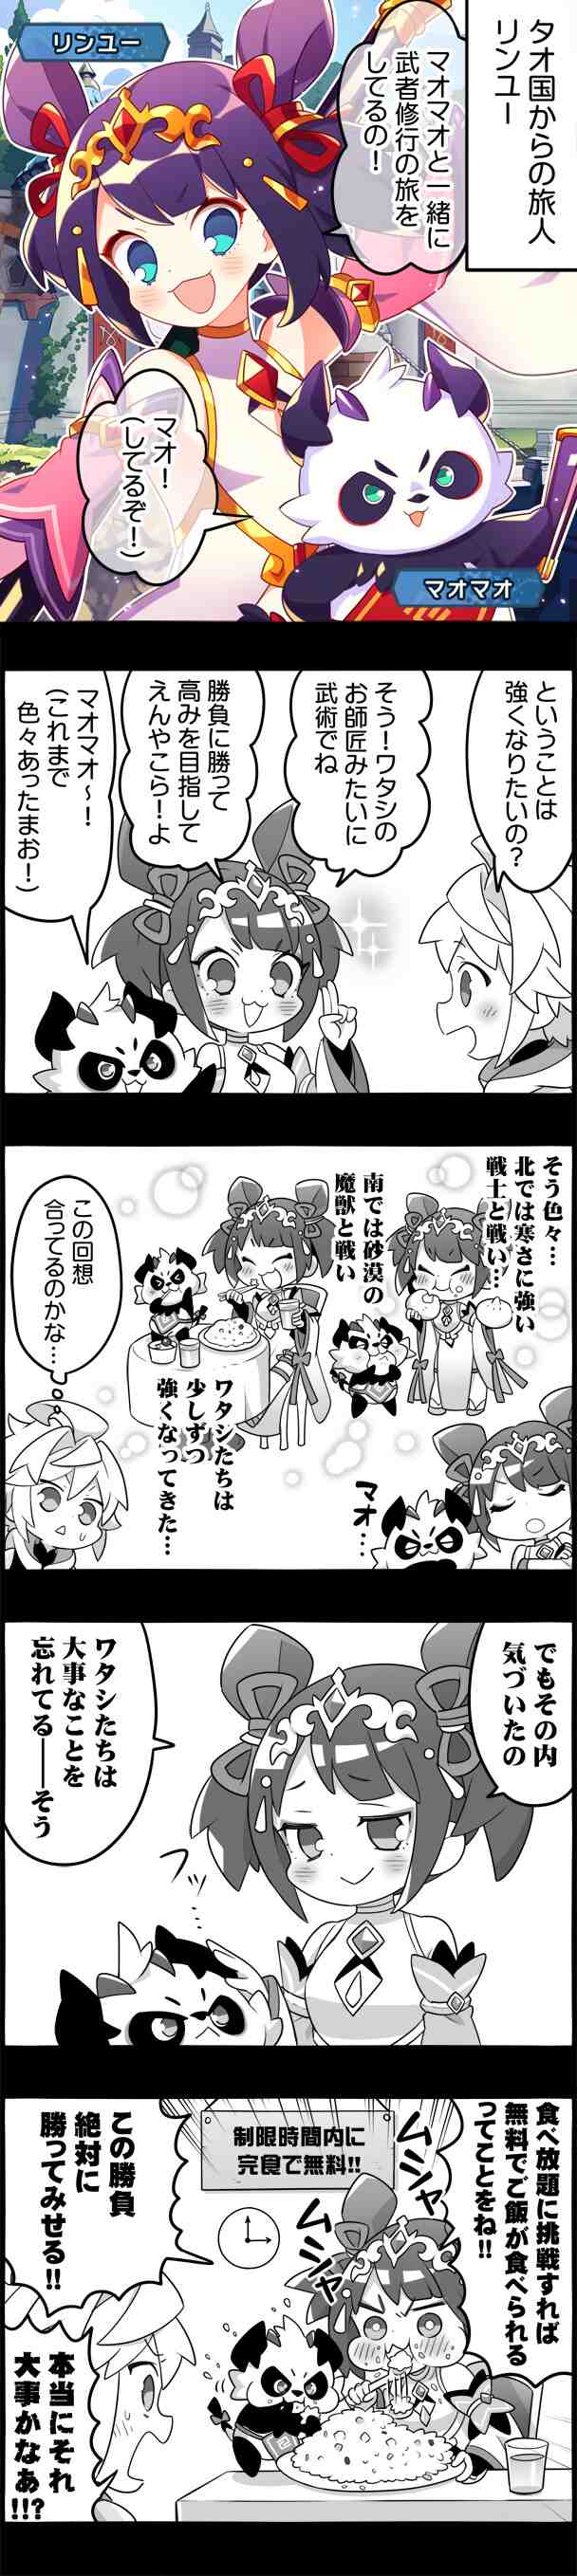 タオ国からの旅人
リンユー
リンユー
マオマオと一緒に
武者修行の旅を
してるの！
マオ！
(してるぞ！)
マオマオ
ということは
強くなりたいの？
そう！ワタシの
お師匠みたいに
武術でね
勝負に勝って
高みを目指して
えんやこら！よ
マオマオ～！
(これまで
色々あったまお！)
そう色々…
北では寒さに強い
戦士と戦い…
南では砂漠の
魔獣と戦い
ワタシたちは
少しずつ
強くなってきた…
マオ…
この回想
合ってるのかな…
でもその内
気づいたの
ワタシたちは
大事なことを
忘れてる――そう
フッ…
食べ放題に挑戦すれば
無料でご飯が食べられる
ってことをね!!
制限時間内に
完食で無料!!
ムシャ
ムシャ
この勝負
絶対に
勝ってみせる!!
本当にそれ
大事かなあ!!?